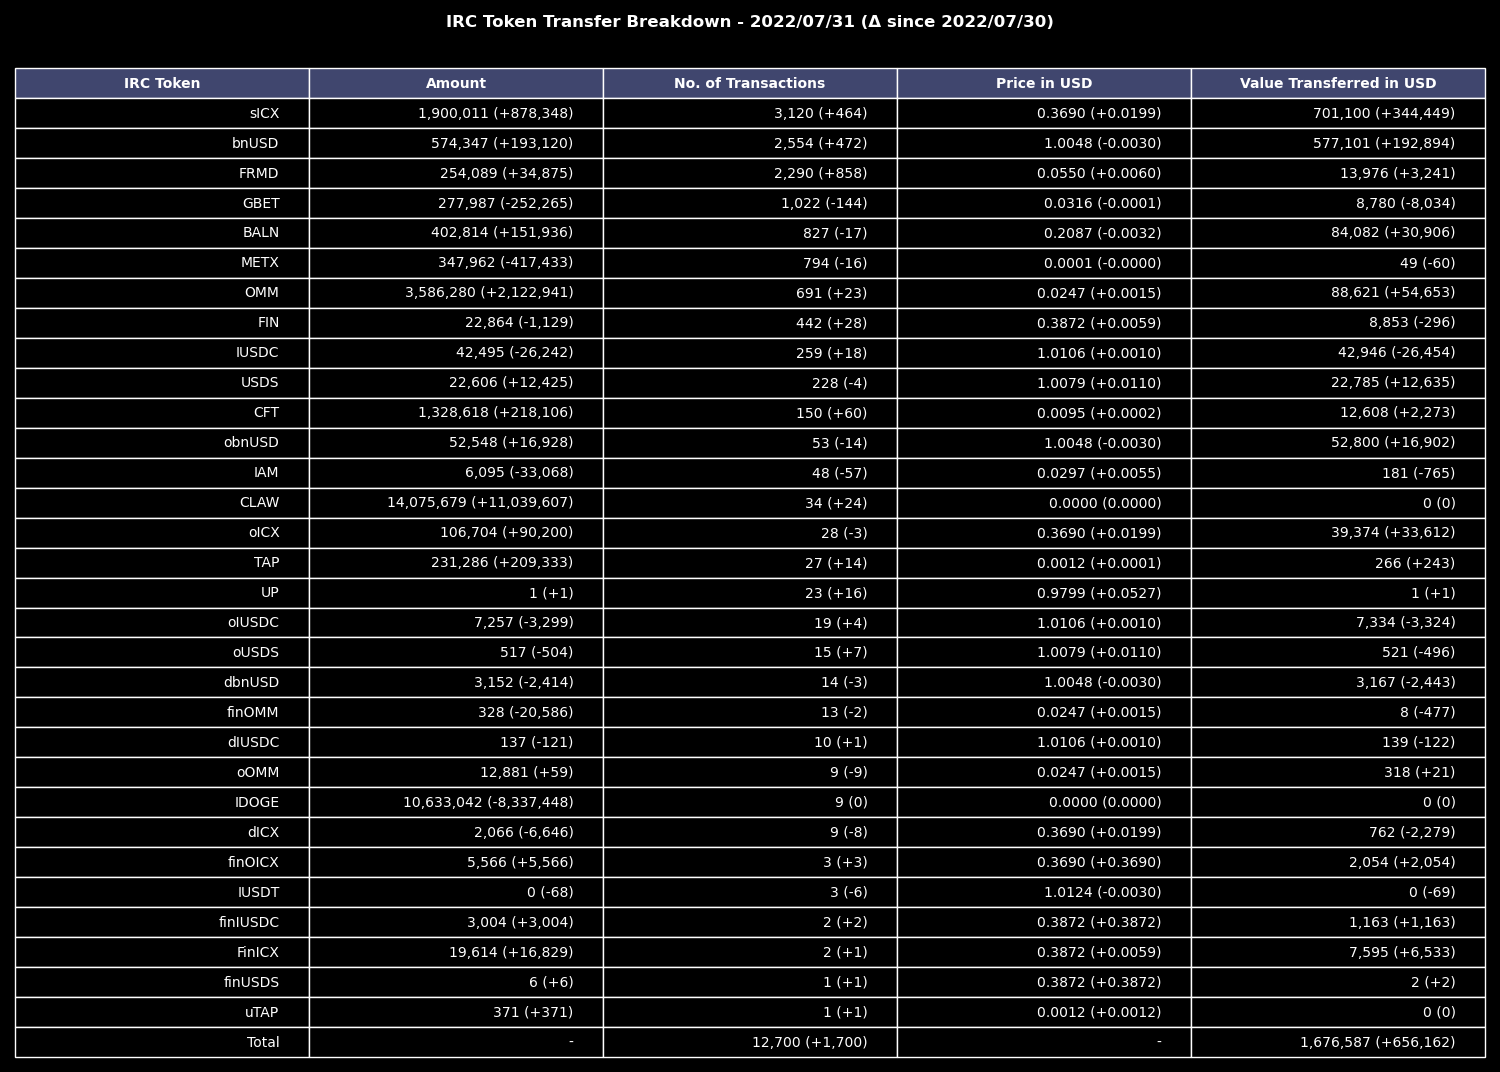 IRC Token Transfer Breakdown - 2022/07/31 (Δ since 2022/07/30)
IRC Token Amount No. of Transactions Price in USD Value Transferred in USD
sICX 1,900,011 (+878,348) 3,120 (+464) 0.3690 (+0.0199) 701,100 (+344,449)
bnUSD 574,347 (+193,120) 2,554 (+472) 1.0048 (-0.0030) 577,101 (+192,894)
FRMD 254,089 (+34,875) 2,290 (+858) 0.0550 (+0.0060) 13,976 (+3,241)
GBET 277,987 (-252,265) 1,022 (-144) 0.0316 (-0.0001) 8,780 (-8,034)
BALN 402,814 (+151,936) 827 (-17) 0.2087 (-0.0032) 84,082 (+30,906)
METX 347,962 (-417,433) 794 (-16) 0.0001 (-0.0000) 49 (-60)
OMM 3,586,280 (+2,122,941) 691 (+23) 0.0247 (+0.0015) 88,621 (+54,653)
FIN 22,864 (-1,129) 442 (+28) 0.3872 (+0.0059) 8,853 (-296)
IUSDC 42,495 (-26,242) 259 (+18) 1.0106 (+0.0010) 42,946 (-26,454)
USDS 22,606 (+12,425) 228 (-4) 1.0079 (+0.0110) 22,785 (+12,635)
CFT 1,328,618 (+218,106) 150 (+60) 0.0095 (+0.0002) 12,608 (+2,273)
obnUSD 52,548 (+16,928) 53 (-14) 1.0048 (-0.0030) 52,800 (+16,902)
IAM 6,095 (-33,068) 48 (-57) 0.0297 (+0.0055) 181 (-765)
CLAW 14,075,679 (+11,039,607) 34 (+24) 0.0000 (0.0000) 0 (0)
oICX 106,704 (+90,200) 28 (-3) 0.3690 (+0.0199) 39,374 (+33,612)
TAP 231,286 (+209,333) 27 (+14) 0.0012 (+0.0001) 266 (+243)
UP 1 (+1) 23 (+16) 0.9799 (+0.0527) 1 (+1)
oIUSDC 7,257 (-3,299) 19 (+4) 1.0106 (+0.0010) 7,334 (-3,324)
oUSDS 517 (-504) 15 (+7) 1.0079 (+0.0110) 521 (-496)
dbnUSD 3,152 (-2,414) 14 (-3) 1.0048 (-0.0030) 3,167 (-2,443)
finOMM 328 (-20,586) 13 (-2) 0.0247 (+0.0015) 8 (-477)
dIUSDC 137 (-121) 10 (+1) 1.0106 (+0.0010) 139 (-122)
oOMM 12,881 (+59) 9 (-9) 0.0247 (+0.0015) 318 (+21)
IDOGE 10,633,042 (-8,337,448) 9 (0) 0.0000 (0.0000) 0 (0)
dICX 2,066 (-6,646) 9 (-8) 0.3690 (+0.0199) 762 (-2,279)
finOICX 5,566 (+5,566) 3 (+3) 0.3690 (+0.3690) 2,054 (+2,054)
IUSDT 0 (-68) 3 (-6) 1.0124 (-0.0030) 0 (-69)
finIUSDC 3,004 (+3,004) 2 (+2) 0.3872 (+0.3872) 1,163 (+1,163)
FinICX 19,614 (+16,829) 2 (+1) 0.3872 (+0.0059) 7,595 (+6,533)
finUSDS 6 (+6) 1 (+1) 0.3872 (+0.3872) 2 (+2)
uTAP 371 (+371) 1 (+1) 0.0012 (+0.0012) 0 (0)
Total - 12,700 (+1,700) - 1,676,587 (+656,162)